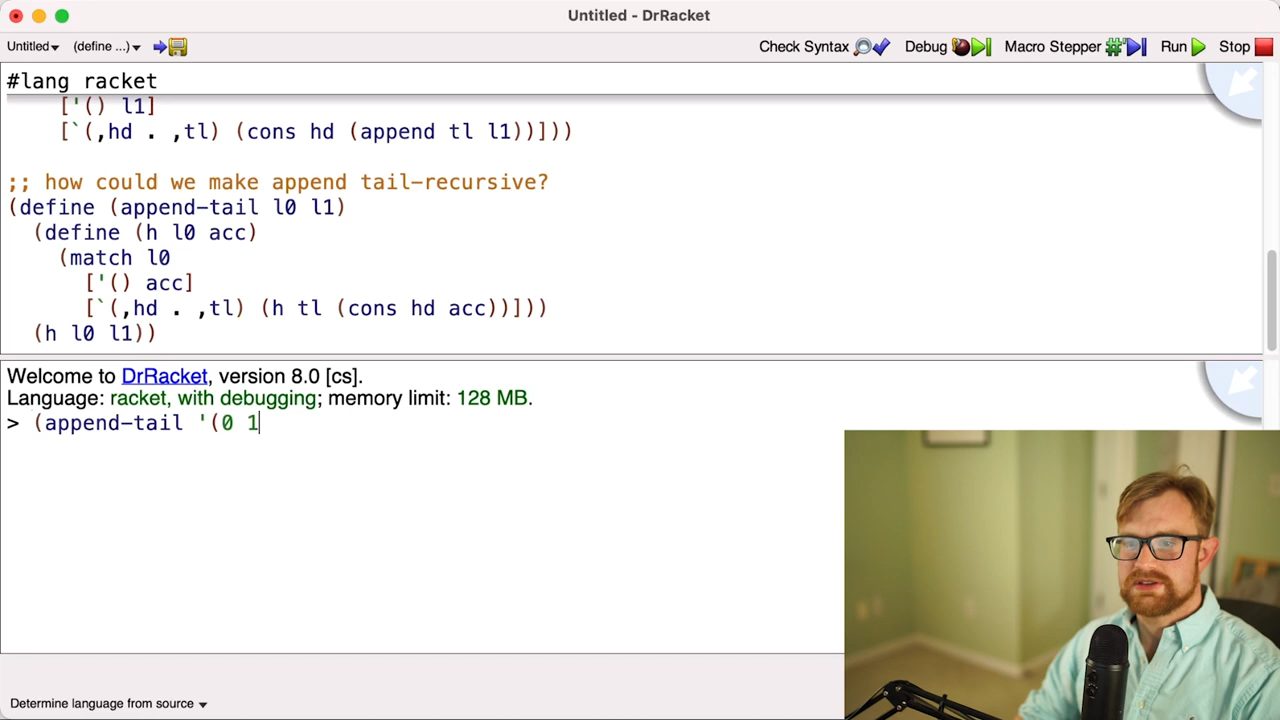 Untitled - DrRacket
Untitled (define ...) Check Syntax Debug Macro Stepper Run Stop
#lang racket
['() l1]
[`(,hd . ,tl) (cons hd (append tl l1))]))
;; how could we make append tail-recursive?
(define (append-tail l0 l1)
(define (h l0 acc)
(match l0
['() acc]
[`(,hd . ,tl) (h tl (cons hd acc))]))
(h l0 l1))
Welcome to DrRacket, version 8.0 [cs].
Language: racket, with debugging; memory limit: 128 MB.
> (append-tail '(0 1
Determine language from source